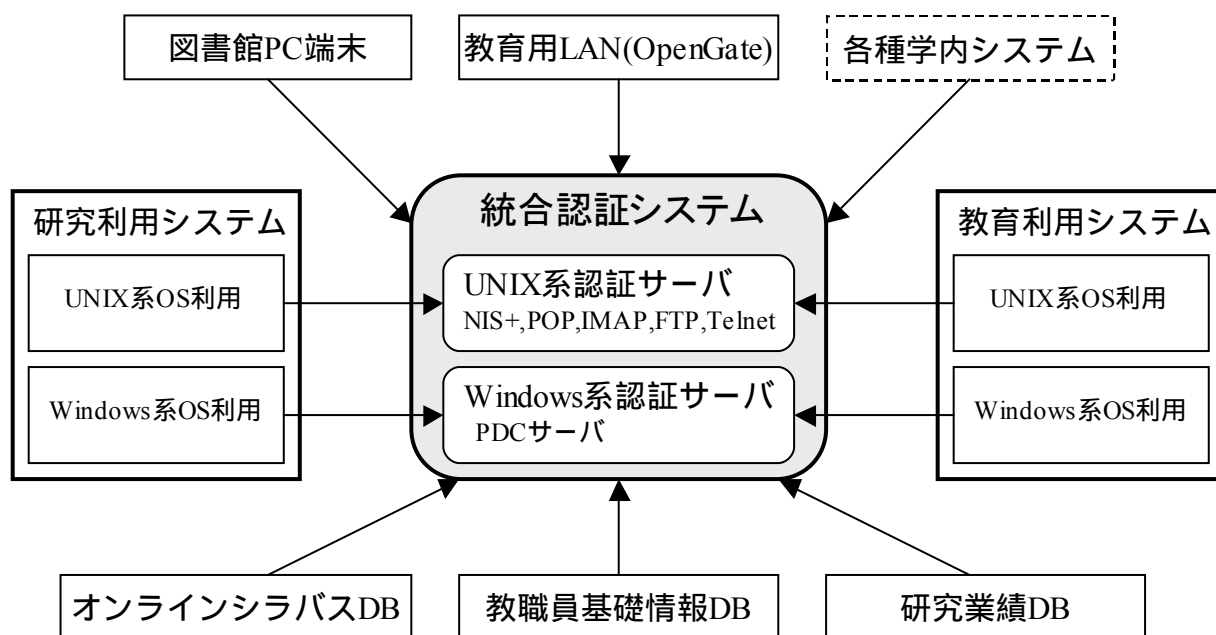 図書館PC端末
教育用LAN(OpenGate)
各種学内システム
研究利用システム
UNIX系OS利用
Windows系OS利用
統合認証システム
UNIX系認証サーバ
NIS+,POP,IMAP,FTP,Telnet
Windows系認証サーバ
PDCサーバ
教育利用システム
UNIX系OS利用
Windows系OS利用
オンラインシラバスDB
教職員基礎情報DB
研究業績DB